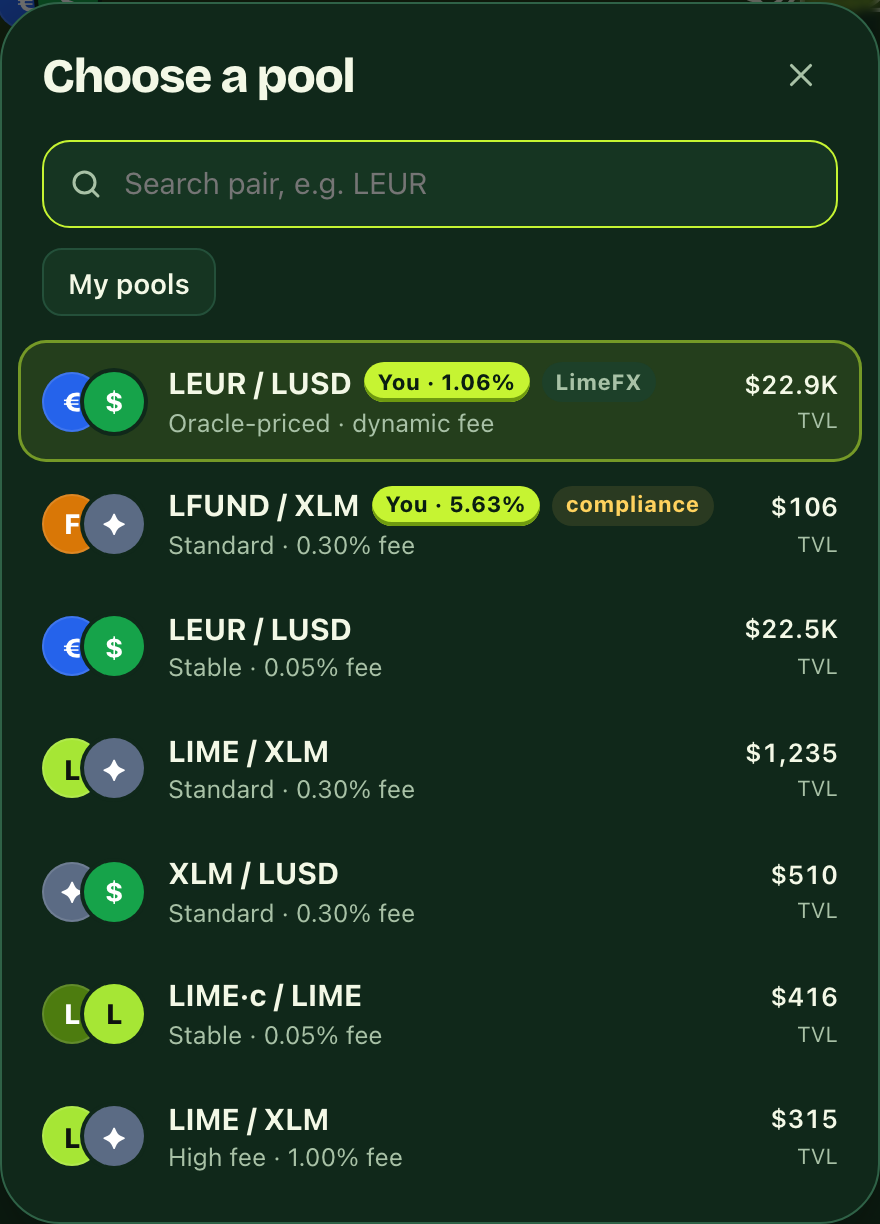 Choose a pool
Search pair, e.g. LEUR
My pools
€ $ LEUR / LUSD You · 1.06% LimeFX $22.9K
Oracle-priced · dynamic fee TVL
F LFUND / XLM You · 5.63% compliance $106
Standard · 0.30% fee TVL
€ $ LEUR / LUSD $22.5K
Stable · 0.05% fee TVL
L LIME / XLM $1,235
Standard · 0.30% fee TVL
$ XLM / LUSD $510
Standard · 0.30% fee TVL
L L LIME·c / LIME $416
Stable · 0.05% fee TVL
L LIME / XLM $315
High fee · 1.00% fee TVL